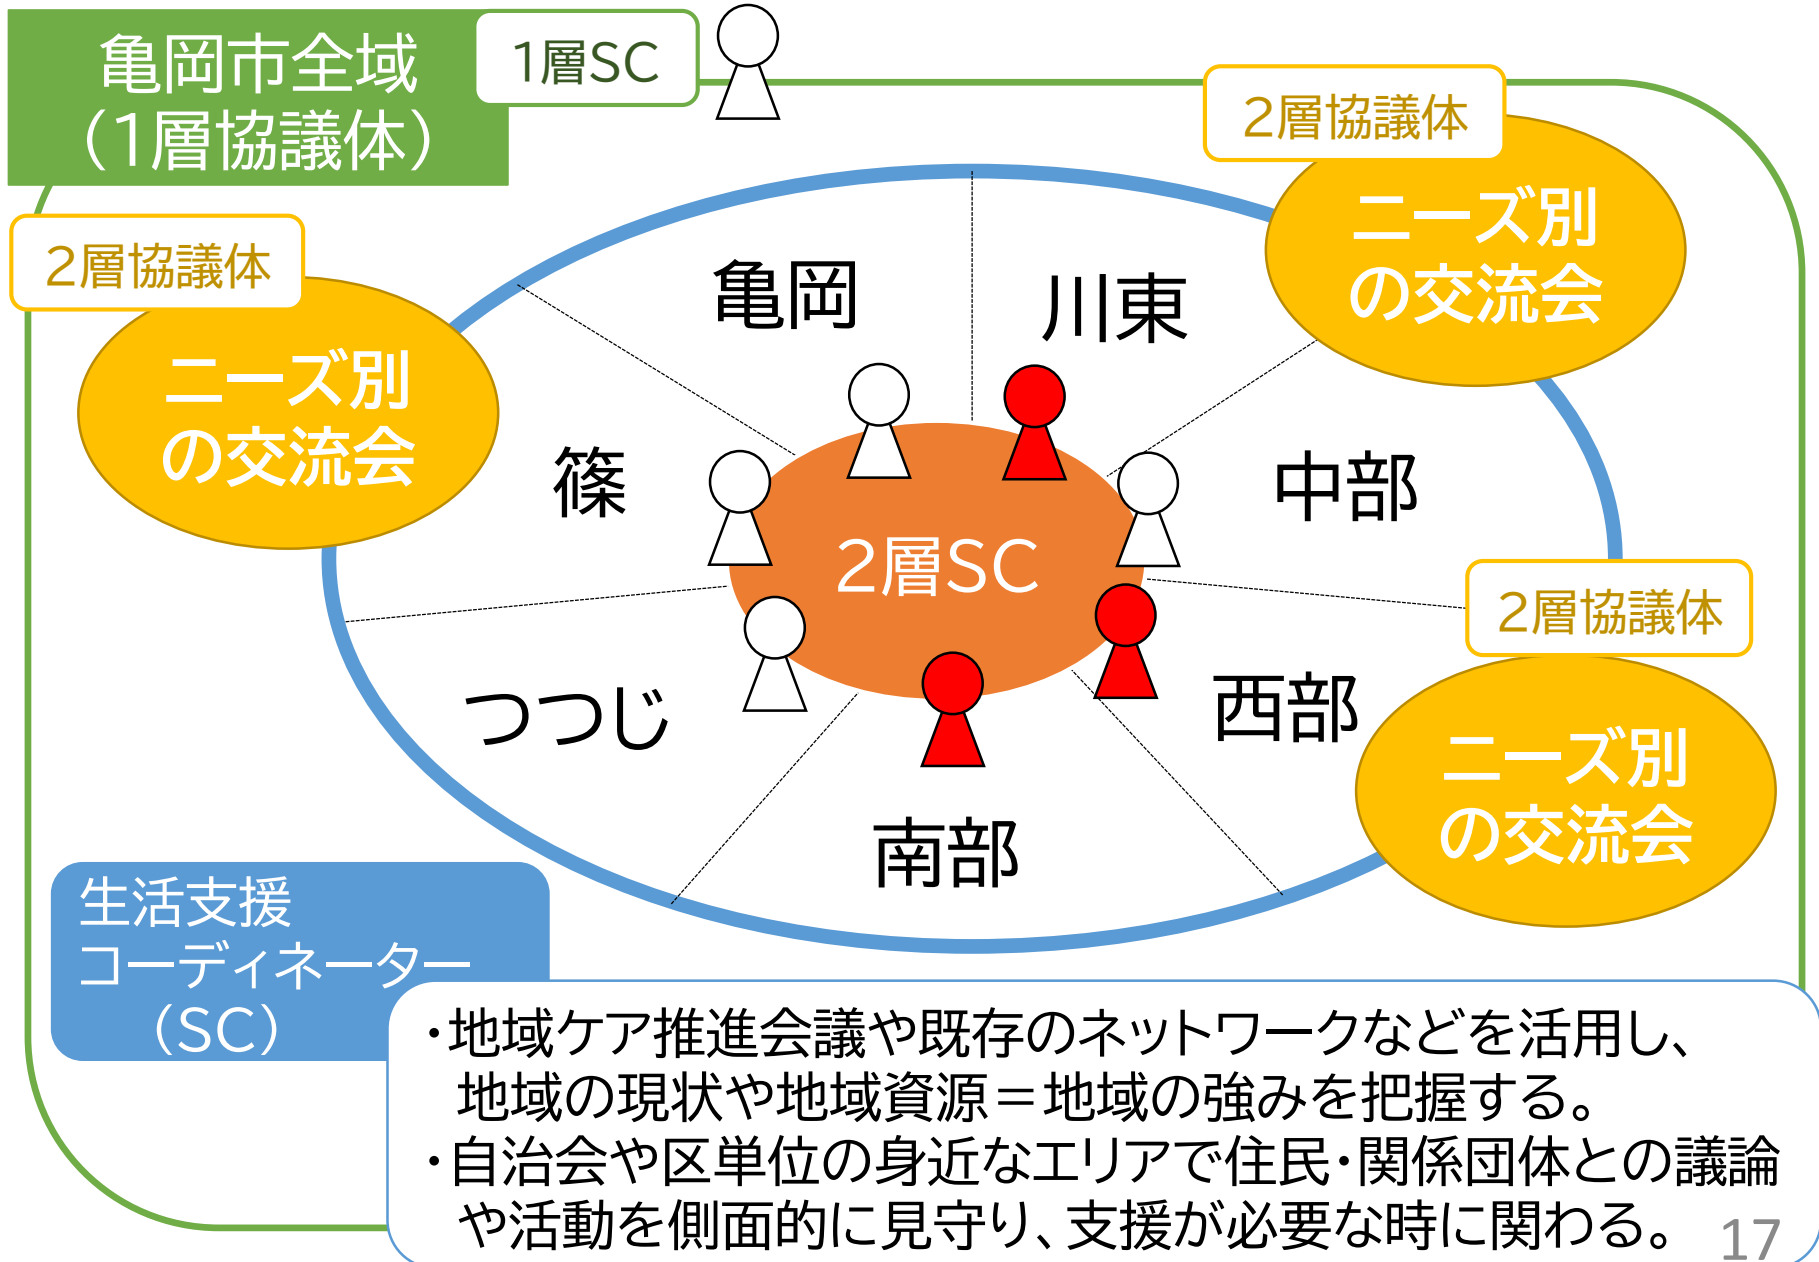 亀岡市全域
（1層協議体）
1層SC
2層協議体
ニーズ別
の交流会
2層協議体
ニーズ別
の交流会
亀岡
川東
篠
中部
2層SC
つつじ
西部
南部
2層協議体
ニーズ別
の交流会
生活支援
コーディネーター
（SC）
・地域ケア推進会議や既存のネットワークなどを活用し、
地域の現状や地域資源＝地域の強みを把握する。
・自治会や区単位の身近なエリアで住民・関係団体との議論
や活動を側面的に見守り、支援が必要な時に関わる。
17